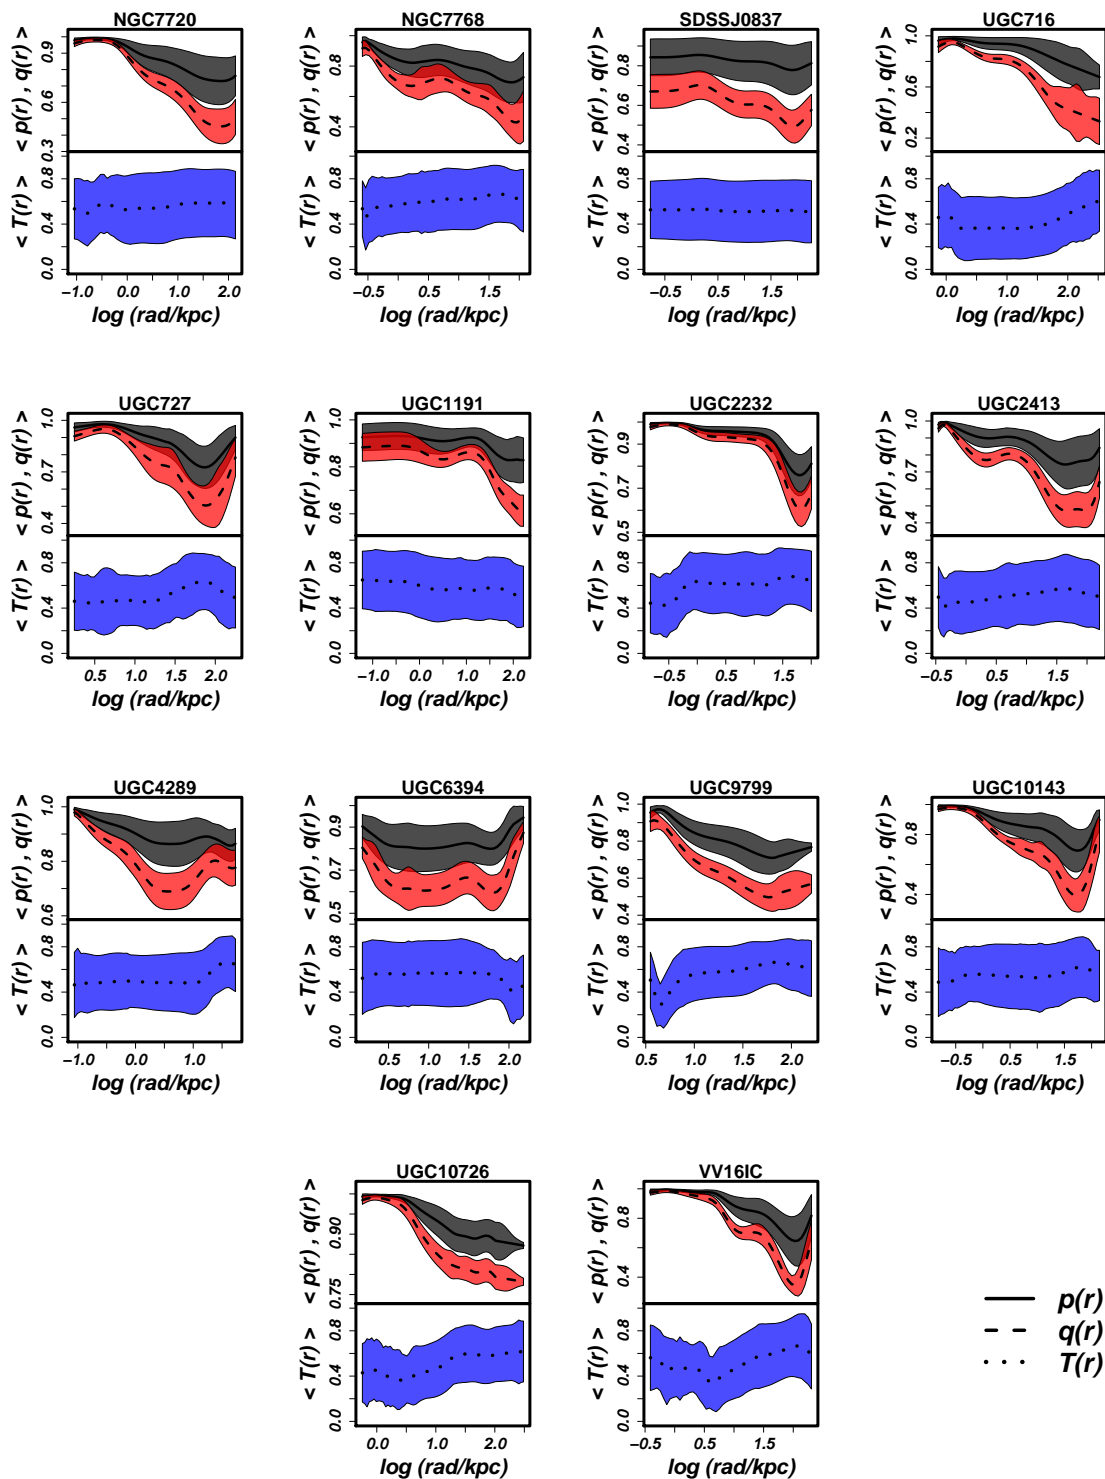 NGC7720 NGC7768 SDSSJ0837 UGC716
< p(r) , q(r) > 0.3 0.9
< p(r) , q(r) > 0.4 0.8
< p(r) , q(r) > 0.4 0.6 0.8
< p(r) , q(r) > 0.2 0.6 1.0
< T(r) > 0.0 0.4 0.8
< T(r) > 0.0 0.4 0.8
< T(r) > 0.0 0.4 0.8
< T(r) > 0.0 0.4 0.8
−1.0 0.0 1.0 2.0
−0.5 0.5 1.5
−0.5 0.5 1.5
0.0 1.0 2.0
log (rad/kpc) log (rad/kpc) log (rad/kpc) log (rad/kpc)
UGC727 UGC1191 UGC2232 UGC2413
< p(r) , q(r) > 0.4 0.7 1.0
< p(r) , q(r) > 0.6 0.8 1.0
< p(r) , q(r) > 0.5 0.7 0.9
< p(r) , q(r) > 0.4 0.7 1.0
< T(r) > 0.0 0.4 0.8
< T(r) > 0.0 0.4 0.8
< T(r) > 0.0 0.4 0.8
< T(r) > 0.0 0.4 0.8
0.5 1.0 1.5 2.0
−1.0 0.0 1.0 2.0
−0.5 0.5 1.5
−0.5 0.5 1.5
log (rad/kpc) log (rad/kpc) log (rad/kpc) log (rad/kpc)
UGC4289 UGC6394 UGC9799 UGC10143
< p(r) , q(r) > 0.6 0.8 1.0
< p(r) , q(r) > 0.5 0.7 0.9
< p(r) , q(r) > 0.4 0.6 0.8 1.0
< p(r) , q(r) > 0.4 0.8
< T(r) > 0.0 0.4 0.8
< T(r) > 0.0 0.4 0.8
< T(r) > 0.0 0.4 0.8
< T(r) > 0.0 0.4 0.8
−1.0 0.0 1.0
0.5 1.0 1.5 2.0
0.5 1.0 1.5 2.0
−0.5 0.5 1.5
log (rad/kpc) log (rad/kpc) log (rad/kpc) log (rad/kpc)
UGC10726 VV16IC
< p(r) , q(r) > 0.75 0.90
< p(r) , q(r) > 0.4 0.8
< T(r) > 0.0 0.4 0.8
< T(r) > 0.0 0.4 0.8
0.0 1.0 2.0
−0.5 0.5 1.5
log (rad/kpc) log (rad/kpc)
p(r)
q(r)
T(r)